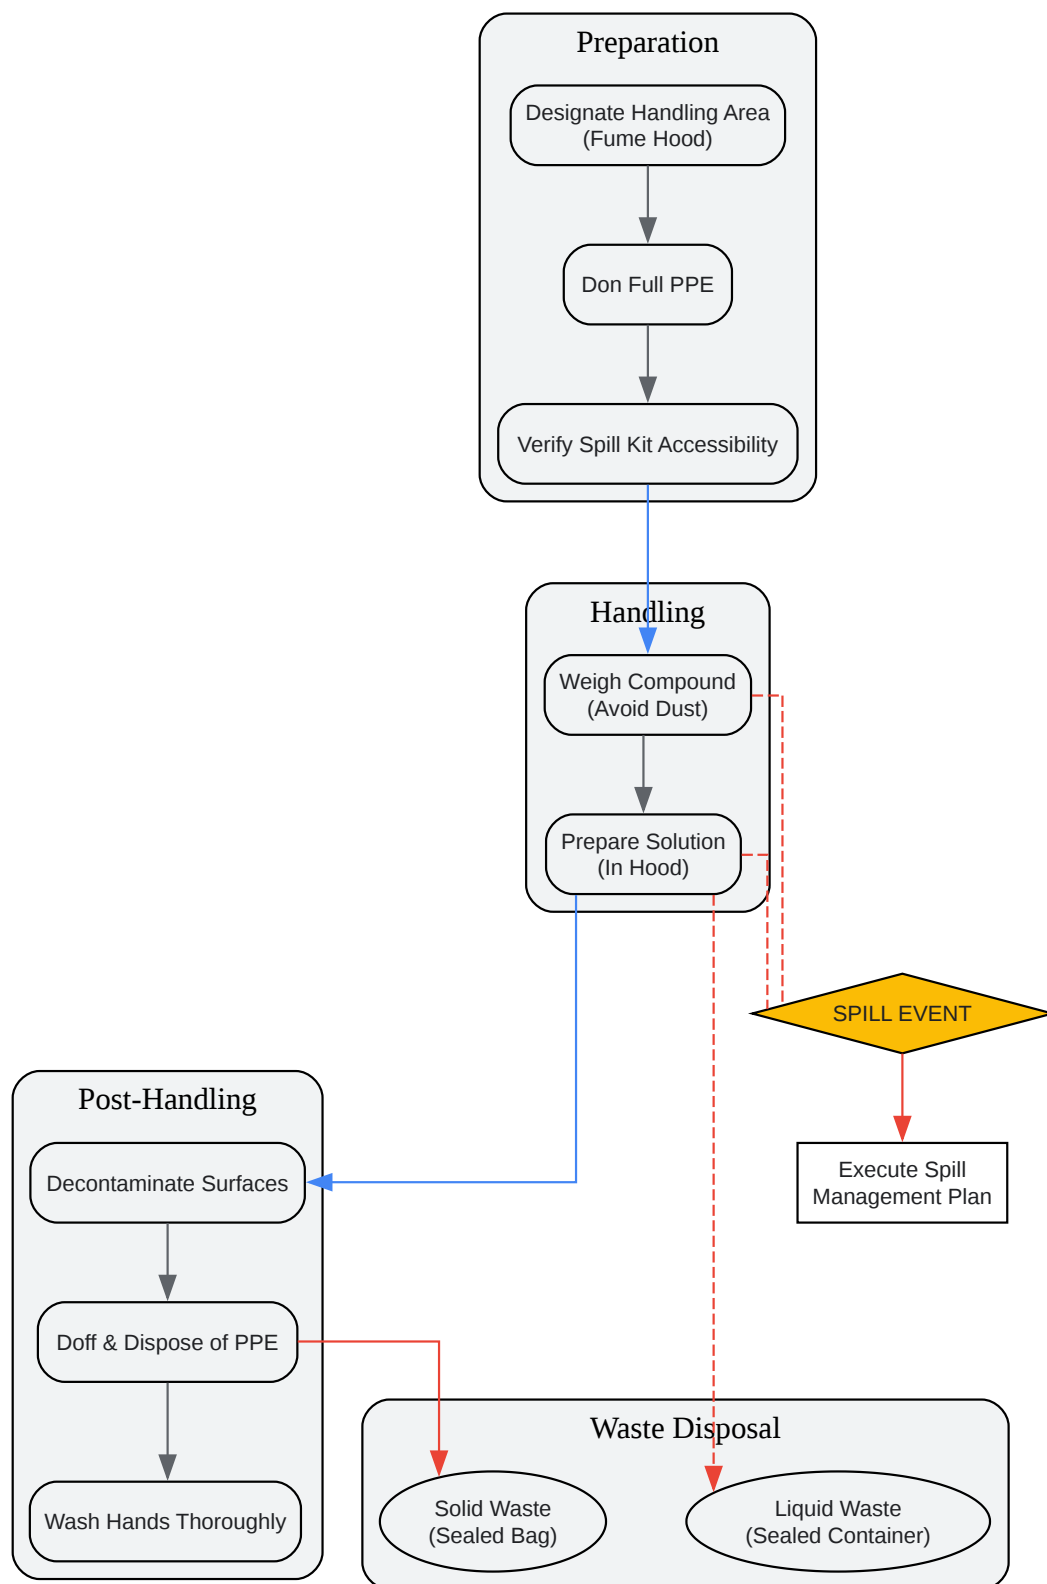 Preparation
Designate Handling Area
(Fume Hood)
Don Full PPE
Verify Spill Kit Accessibility
Handling
Weigh Compound
(Avoid Dust)
Prepare Solution
(In Hood)
SPILL EVENT
Execute Spill
Management Plan
Post-Handling
Decontaminate Surfaces
Doff & Dispose of PPE
Wash Hands Thoroughly
Waste Disposal
Solid Waste
(Sealed Bag)
Liquid Waste
(Sealed Container)